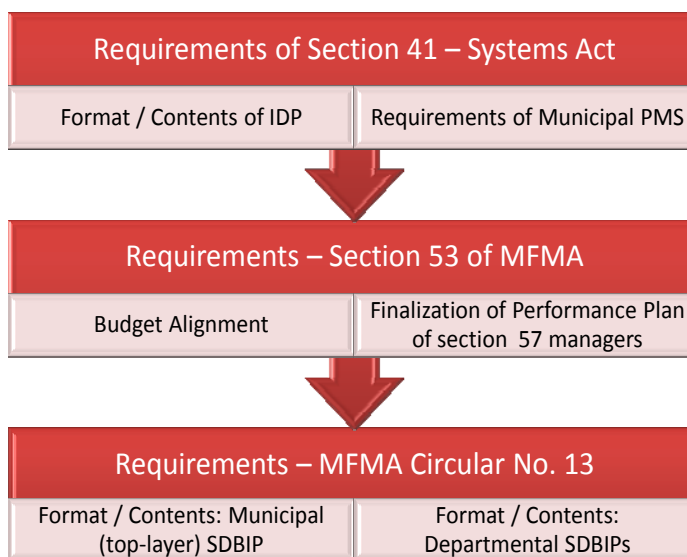 Requirements of Section 41 – Systems Act
Format / Contents of IDP
Requirements of Municipal PMS
Requirements – Section 53 of MFMA
Budget Alignment
Finalization of Performance Plan
of section 57 managers
Requirements – MFMA Circular No. 13
Format / Contents: Municipal
(top-layer) SDBIP
Format / Contents:
Departmental SDBIPs